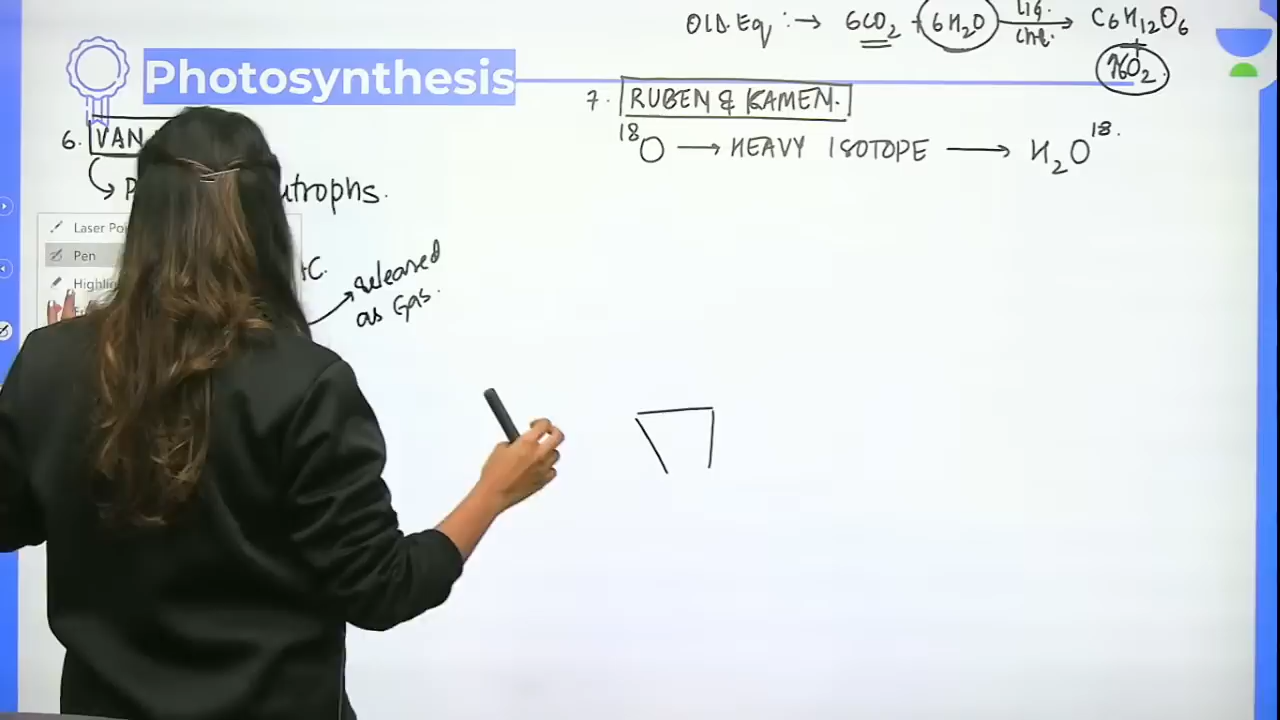 OLD. Eq :→ 6CO2 + 6H2O lig. chl. → C6H12O6
+
6O2
Photosynthesis
6. VAN
utrophs.
7. RUBEN & KAMEN.
18O → HEAVY ISOTOPE → H2O18.
Laser Po
Pen
Highli
released
as Gas.